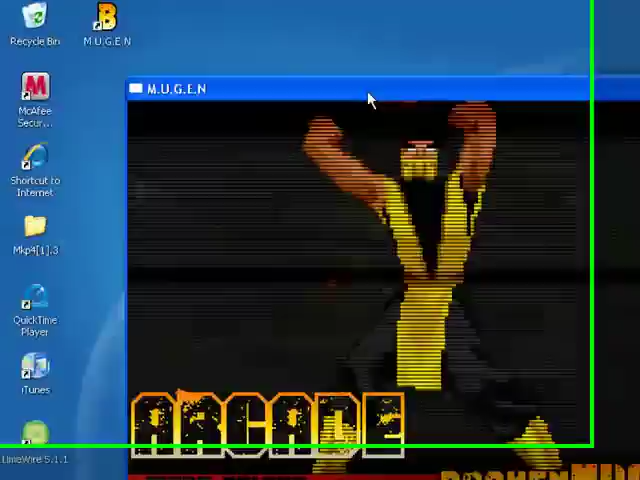 Recycle Bin
M.U.G.E.N
McAfee
Secur...
M.U.G.E.N
Shortcut to
Internet
Mkp4[1].3
QuickTime
Player
iTunes
ARCADE
LimeWire 5.1.1